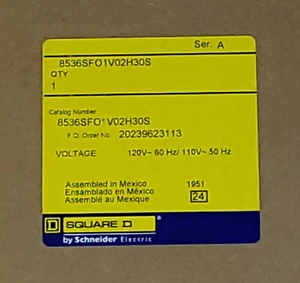 Ser. A
8536SFO1V02H30S
QTY
1
Catalog Number
8536SFO1V02H30S
F.O. Order No. 20239623113
VOLTAGE 120V~ 60 Hz/ 110V~ 50 Hz
Assembled in Mexico 1951
Ensamblado en México 24
Assemblé au Mexique
D SQUARE D
by Schneider Electric